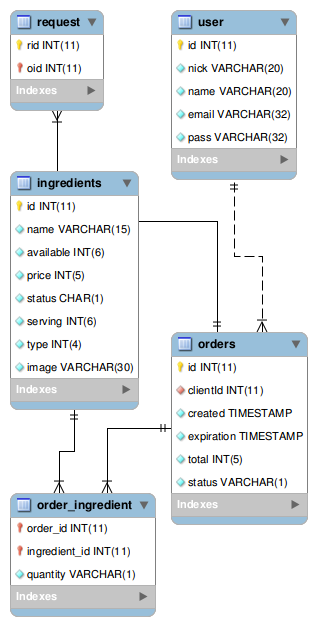 request
rid INT(11)
oid INT(11)
Indexes
user
id INT(11)
nick VARCHAR(20)
name VARCHAR(20)
email VARCHAR(32)
pass VARCHAR(32)
Indexes
ingredients
id INT(11)
name VARCHAR(15)
available INT(6)
price INT(5)
status CHAR(1)
serving INT(6)
type INT(4)
image VARCHAR(30)
Indexes
orders
id INT(11)
clientId INT(11)
created TIMESTAMP
expiration TIMESTAMP
total INT(5)
status VARCHAR(1)
Indexes
order_ingredient
order_id INT(11)
ingredient_id INT(11)
quantity VARCHAR(1)
Indexes